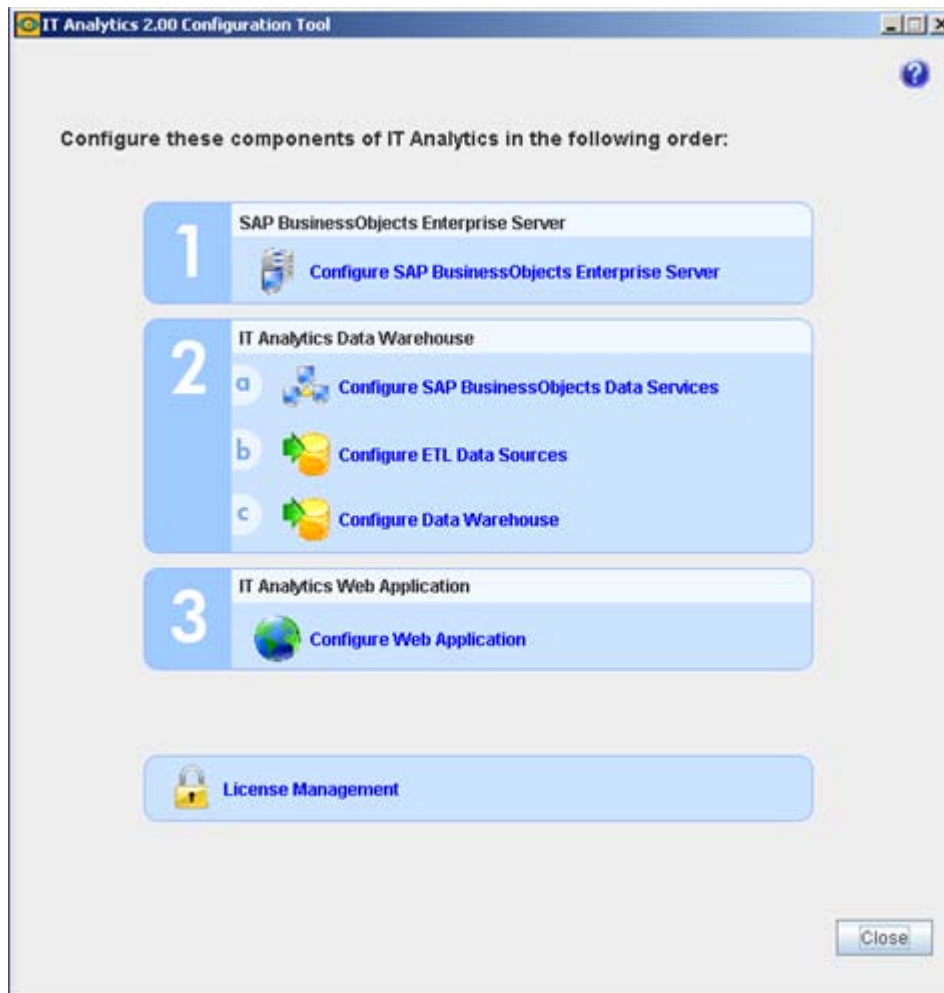 IT Analytics 2.00 Configuration Tool
?
Configure these components of IT Analytics in the following order:
1
SAP BusinessObjects Enterprise Server
Configure SAP BusinessObjects Enterprise Server
2
IT Analytics Data Warehouse
a
Configure SAP BusinessObjects Data Services
b
Configure ETL Data Sources
c
Configure Data Warehouse
3
IT Analytics Web Application
Configure Web Application
License Management
Close